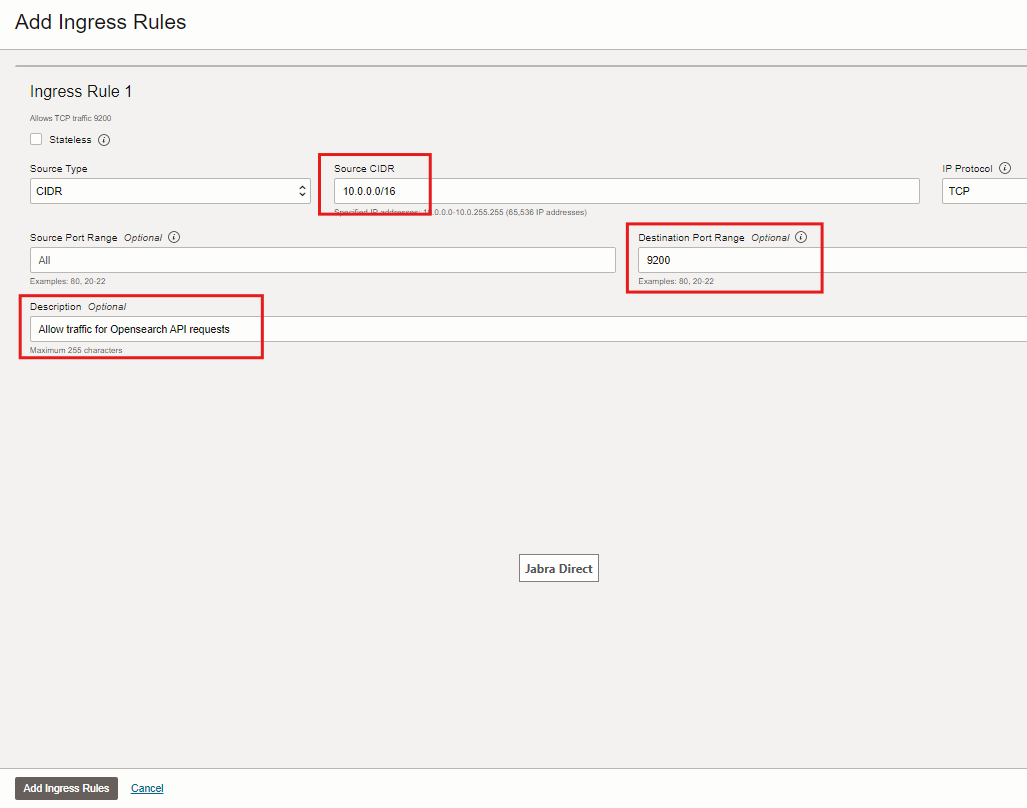 Add Ingress Rules
Ingress Rule 1
Allows TCP traffic 9200
Stateless
Source Type
Source CIDR
IP Protocol
CIDR
10.0.0.0/16
TCP
Specified IP addresses: 10.0.0.0-10.0.255.255 (65,536 IP addresses)
Source Port Range Optional
Destination Port Range Optional
All
9200
Examples: 80, 20-22
Examples: 80, 20-22
Description Optional
Allow traffic for Opensearch API requests
Maximum 255 characters
Jabra Direct
Add Ingress Rules
Cancel